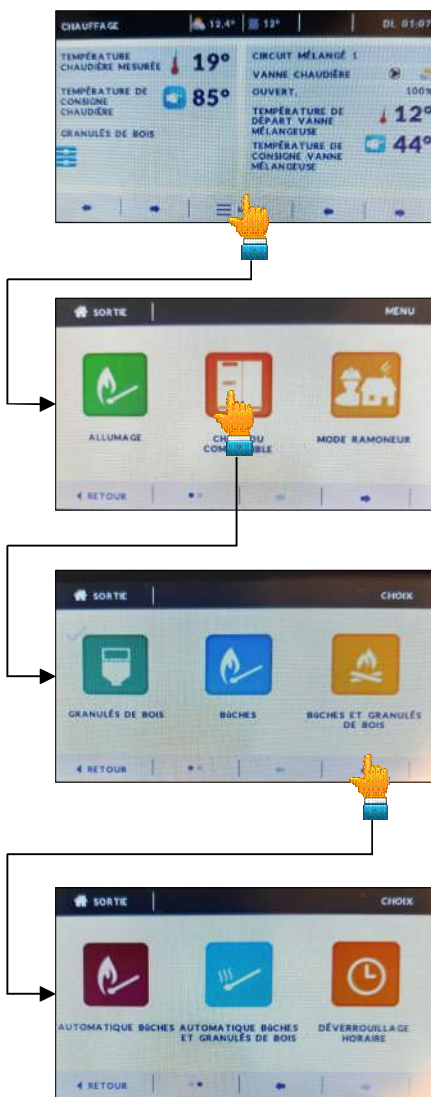 CHAUFFAGE 12,4° 13° DI. 01:07
TEMPÉRATURE
CHAUDIÈRE MESURÉE 19°
TEMPÉRATURE DE
CONSIGNE
CHAUDIÈRE 85°
GRANULÉS DE BOIS
CIRCUIT MÉLANGÉ 1
VANNE CHAUDIÈRE
OUVERT. 100%
TEMPÉRATURE DE
DÉPART VANNE
MÉLANGEUSE 12°
TEMPÉRATURE DE
CONSIGNE VANNE
MÉLANGEUSE 44°
SORTIE MENU
ALLUMAGE
MODE RAMONEUR
RETOUR
SORTIE CHOIX
GRANULÉS DE BOIS
BûCHES
BûCHES ET GRANULÉS
DE BOIS
RETOUR
SORTIE CHOIX
AUTOMATIQUE BûCHES
AUTOMATIQUE BûCHES
ET GRANULÉS DE BOIS
DÉVERROUILLAGE
HORAIRE
RETOUR